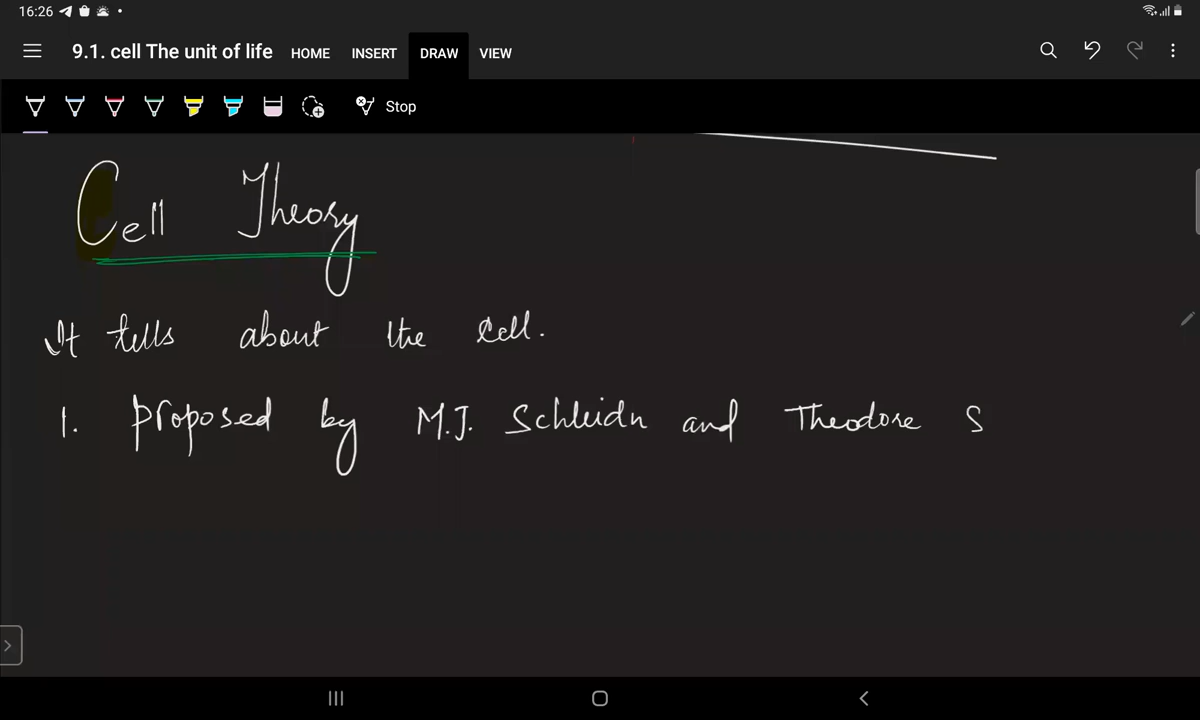 16:26
9.1. cell The unit of life HOME INSERT DRAW VIEW
Stop
Cell Theory
It tells about the cell.
1. Proposed by M.J. Schleidn and Theodore S